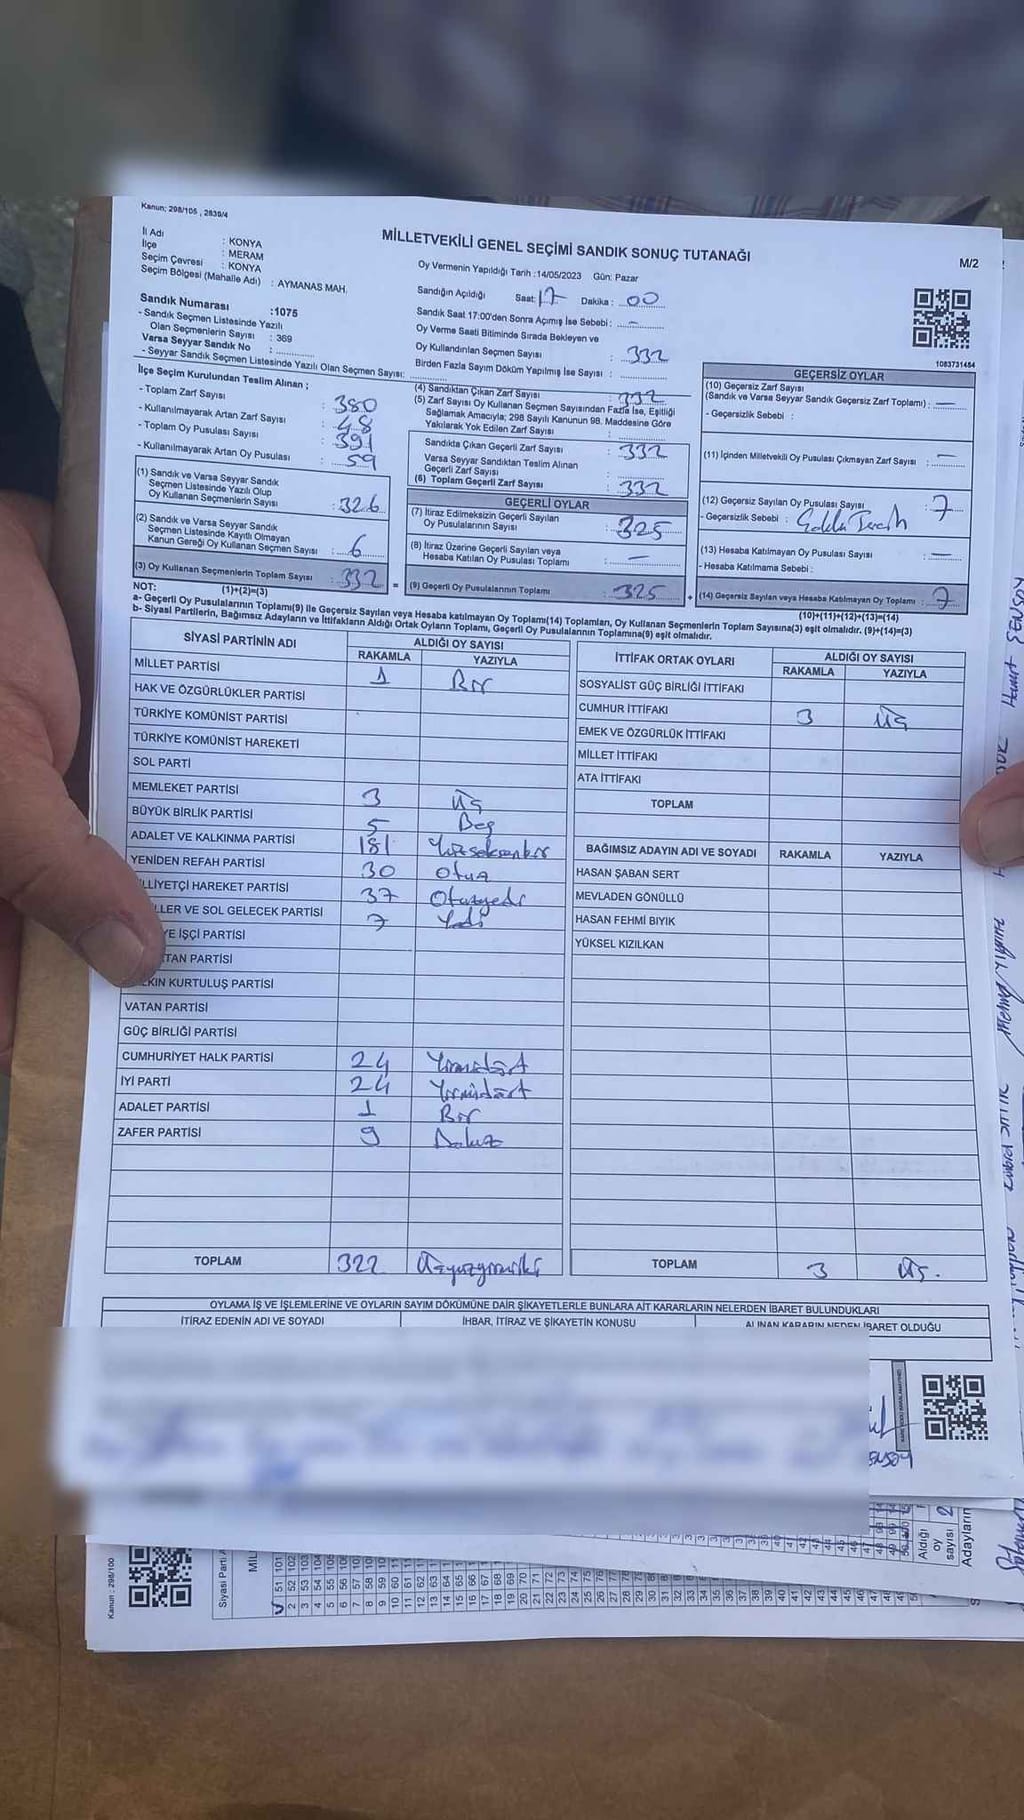 Kanun; 298/105 , 2839/4
MİLLETVEKİLİ GENEL SEÇİMİ SANDIK SONUÇ TUTANAĞI
M/2
İl Adı : KONYA
İlçe : MERAM
Seçim Çevresi : KONYA
Seçim Bölgesi (Mahalle Adı) : AYMANAS MAH.
Sandık Numarası :1075
- Sandık Seçmen Listesinde Yazılı
Olan Seçmenlerin Sayısı : 369
Varsa Seyyar Sandık No :
- Seyyar Sandık Seçmen Listesinde Yazılı Olan Seçmen Sayısı:
Oy Vermenin Yapıldığı Tarih :14/05/2023 Gün: Pazar
Sandığın Açıldığı Saat: 17 Dakika : 00
Sandık Saat 17:00'den Sonra Açımış İse Sebebi : -
Oy Verme Saati Bitiminde Sırada Bekleyen ve
Oy Kullandırılan Seçmen Sayısı : 332
Birden Fazla Sayım Döküm Yapılmış İse Sayısı :
1083731484
İlçe Seçim Kurulundan Teslim Alınan ;
- Toplam Zarf Sayısı : 380
- Kullanılmayarak Artan Zarf Sayısı : 48
- Toplam Oy Pusulası Sayısı : 391
- Kullanılmayarak Artan Oy Pusulası : 59
(1) Sandık ve Varsa Seyyar Sandık
Seçmen Listesinde Yazılı Olup
Oy Kullanan Seçmenlerin Sayısı : 326
(2) Sandık ve Varsa Seyyar Sandık
Seçmen Listesinde Kayıtlı Olmayan
Kanun Gereği Oy Kullanan Seçmen Sayısı : 6
(3) Oy Kullanan Seçmenlerin Toplam Sayısı : 332
(1)+(2)=(3)
(4) Sandıktan Çıkan Zarf Sayısı : 332
(5) Zarf Sayısı Oy Kullanan Seçmen Sayısından Fazla İse, Eşitliği
Sağlamak Amacıyla; 298 Sayılı Kanunun 98. Maddesine Göre
Yakılarak Yok Edilen Zarf Sayısı :
Sandıkta Çıkan Geçerli Zarf Sayısı : 332
Varsa Seyyar Sandıktan Teslim Alınan
Geçerli Zarf Sayısı :
(6) Toplam Geçerli Zarf Sayısı : 332
GEÇERLİ OYLAR
(7) İtiraz Edilmeksizin Geçerli Sayılan
Oy Pusulalarının Sayısı : 325
(8) İtiraz Üzerine Geçerli Sayılan veya
Hesaba Katılan Oy Pusulası Toplamı : -
= (9) Geçerli Oy Pusulalarının Toplamı : 325
GEÇERSİZ OYLAR
(10) Geçersiz Zarf Sayısı
(Sandık ve Varsa Seyyar Sandık Geçersiz Zarf Toplamı) : -
- Geçersizlik Sebebi :
(11) İçinden Milletvekili Oy Pusulası Çıkmayan Zarf Sayısı : -
(12) Geçersiz Sayılan Oy Pusulası Sayısı : 7
- Geçersizlik Sebebi :
(13) Hesaba Katılmayan Oy Pusulası Sayısı : -
- Hesaba Katılmama Sebebi :
+ (14) Geçersiz Sayılan veya Hesaba Katılmayan Oy Toplamı : 7
(10)+(11)+(12)+(13)=(14)
NOT:
a- Geçerli Oy Pusulalarının Toplamı(9) ile Geçersiz Sayılan veya Hesaba katılmayan Oy Toplamı(14) Toplamları, Oy Kullanan Seçmenlerin Toplam Sayısına(3) eşit olmalıdır. (9)+(14)=(3)
b- Siyasi Partilerin, Bağımsız Adayların ve İttifakların Aldığı Ortak Oyların Toplamı, Geçerli Oy Pusulalarının Toplamına(9) eşit olmalıdır.
SİYASİ PARTİNİN ADI ALDIĞI OY SAYISI
RAKAMLA YAZIYLA
MİLLET PARTİSİ 1 Bir
HAK VE ÖZGÜRLÜKLER PARTİSİ
TÜRKİYE KOMÜNİST PARTİSİ
TÜRKİYE KOMÜNİST HAREKETİ
SOL PARTİ
MEMLEKET PARTİSİ 3 Üç
BÜYÜK BİRLİK PARTİSİ 5 Beş
ADALET VE KALKINMA PARTİSİ 181 Yüzseksenbir
YENİDEN REFAH PARTİSİ 30 Otuz
LLİYETÇİ HAREKET PARTİSİ 37 Otuzyedi
LLER VE SOL GELECEK PARTİSİ 7 Yedi
YE İŞÇİ PARTİSİ
TAN PARTİSİ
LKIN KURTULUŞ PARTİSİ
VATAN PARTİSİ
GÜÇ BİRLİĞİ PARTİSİ
CUMHURİYET HALK PARTİSİ 24 Yirmidört
İYİ PARTİ 24 Yirmidört
ADALET PARTİSİ 1 Bir
ZAFER PARTİSİ 9 Dokuz
TOPLAM 322 Üçyüzyirmiiki
İTTİFAK ORTAK OYLARI ALDIĞI OY SAYISI
RAKAMLA YAZIYLA
SOSYALİST GÜÇ BİRLİĞİ İTTİFAKI
CUMHUR İTTİFAKI 3 Üç
EMEK VE ÖZGÜRLÜK İTTİFAKI
MİLLET İTTİFAKI
ATA İTTİFAKI
TOPLAM
BAĞIMSIZ ADAYIN ADI VE SOYADI RAKAMLA YAZIYLA
HASAN ŞABAN SERT
MEVLADEN GÖNÜLLÜ
HASAN FEHMİ BIYIK
YÜKSEL KIZILKAN
TOPLAM 3 Üç.
OYLAMA İŞ VE İŞLEMLERİNE VE OYLARIN SAYIM DÖKÜMÜNE DAİR ŞİKAYETLERLE BUNLARA AİT KARARLARIN NELERDEN İBARET BULUNDUKLARI
İTİRAZ EDENİN ADI VE SOYADI İHBAR, İTİRAZ VE ŞİKAYETİN KONUSU ALINAN KARARIN NEDEN İBARET OLDUĞU
Kanun : 298/100
Siyasi Parti A
Aldığı
oy
sayısı 2
Adayların